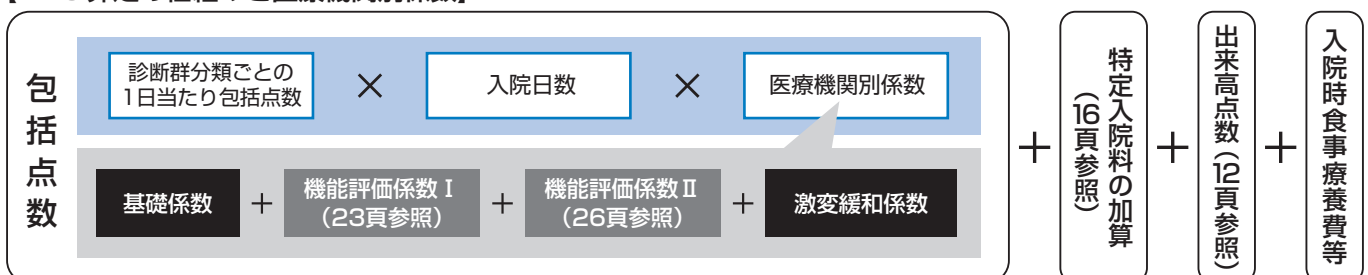 包括点数
診断群分類ごとの
1日当たり包括点数
×
入院日数
×
医療機関別係数
基礎係数
+
機能評価係数Ⅰ
(23頁参照)
+
機能評価係数Ⅱ
(26頁参照)
+
激変緩和係数
+
特定入院料の加算
(16頁参照)
+
出来高点数(12頁参照)
+
入院時食事療養費等